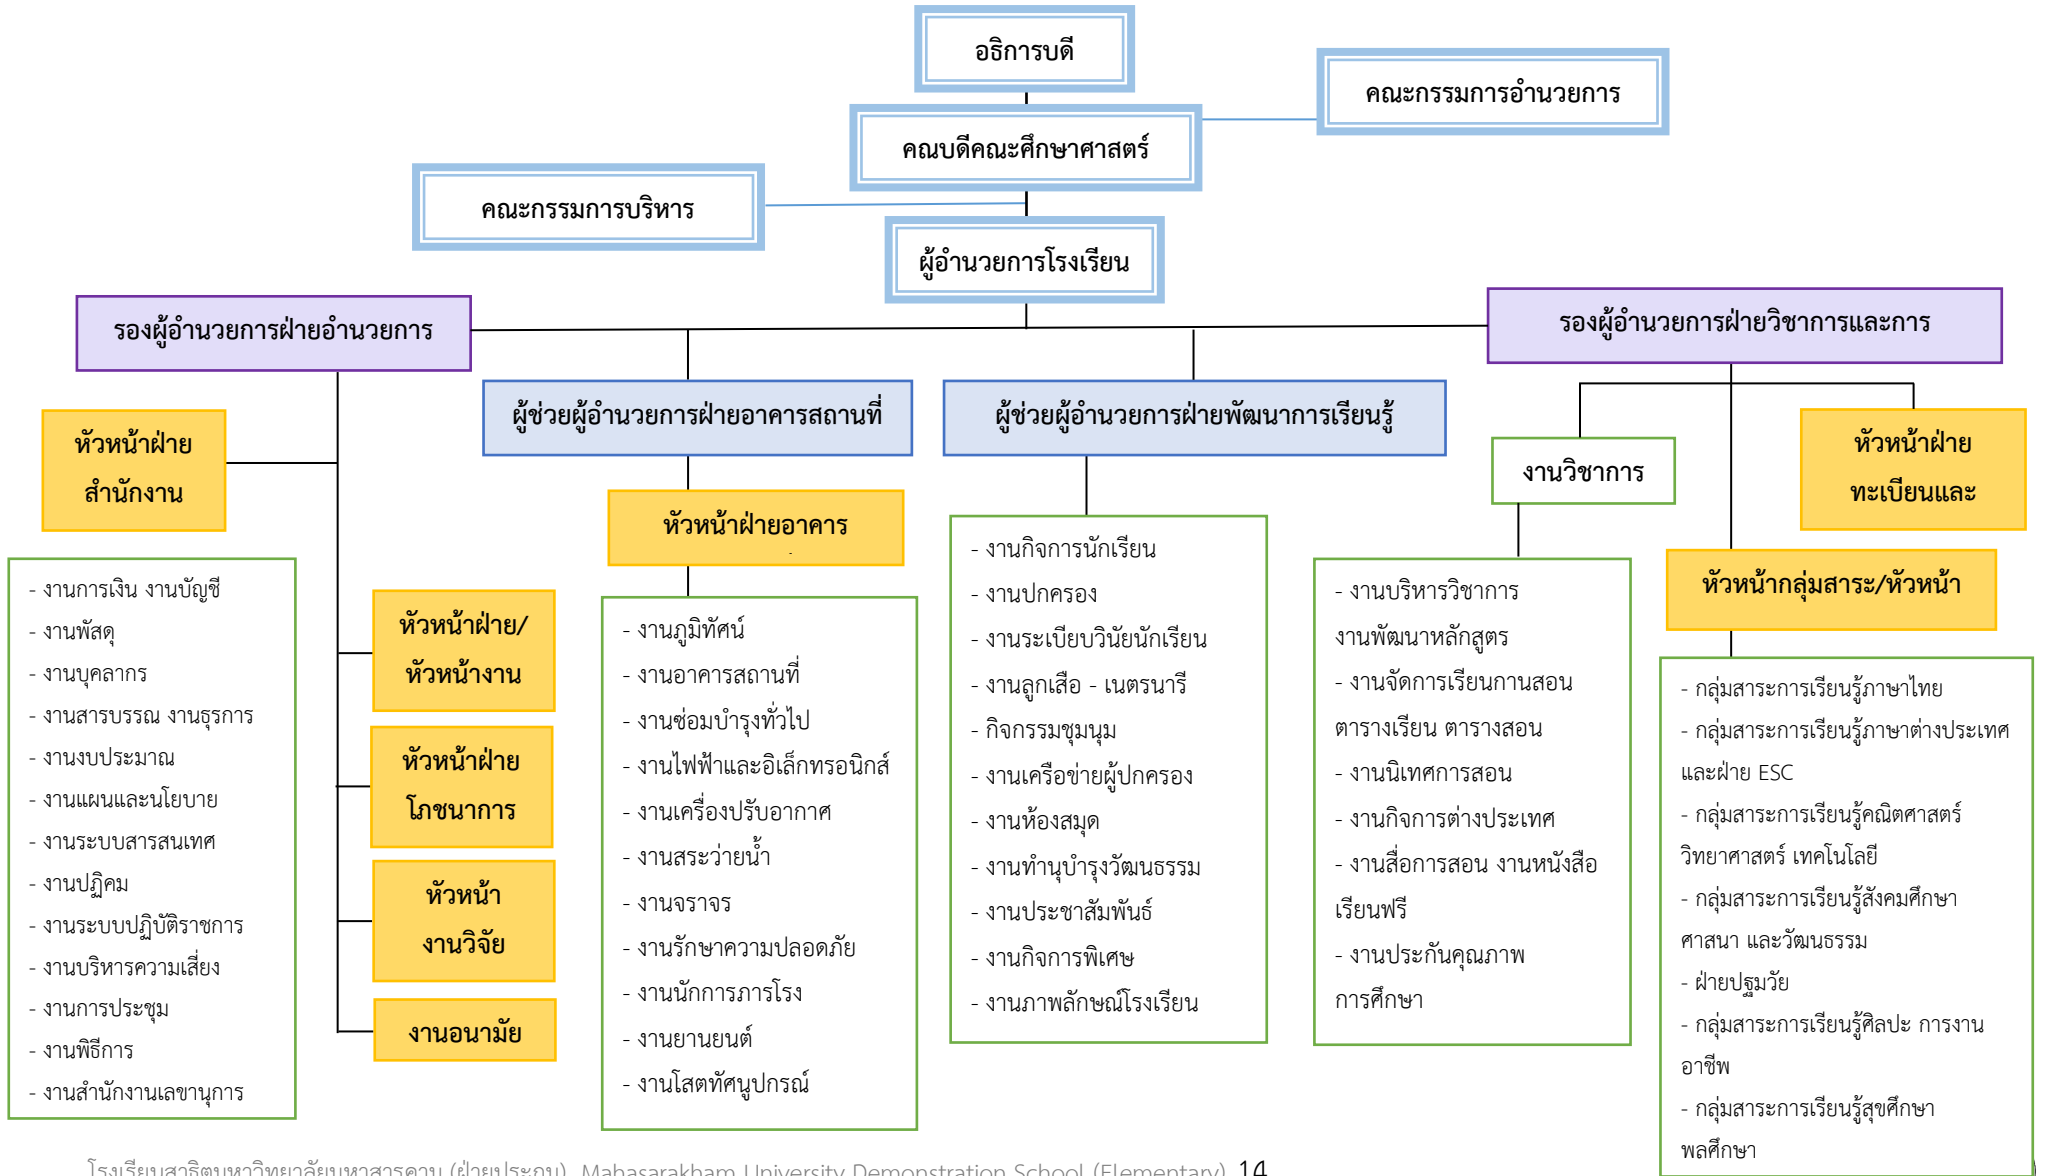 อธิการบดี
คณะกรรมการอำนวยการ
คณบดีคณะศึกษาศาสตร์
คณะกรรมการบริหาร
ผู้อำนวยการโรงเรียน
รองผู้อำนวยการฝ่ายอำนวยการ
รองผู้อำนวยการฝ่ายวิชาการและการ
ผู้ช่วยผู้อำนวยการฝ่ายอาคารสถานที่
ผู้ช่วยผู้อำนวยการฝ่ายพัฒนาการเรียนรู้
หัวหน้าฝ่าย
สำนักงาน
- งานการเงิน งานบัญชี
- งานพัสดุ
- งานบุคลากร
- งานสารบรรณ งานธุรการ
- งานงบประมาณ
- งานแผนและนโยบาย
- งานระบบสารสนเทศ
- งานปฏิคม
- งานระบบปฏิบัติราชการ
- งานบริหารความเสี่ยง
- งานการประชุม
- งานพิธีการ
- งานสำนักงานเลขานุการ
หัวหน้าฝ่าย/
หัวหน้างาน
หัวหน้าฝ่าย
โภชนาการ
หัวหน้า
งานวิจัย
งานอนามัย
หัวหน้าฝ่ายอาคาร
- งานภูมิทัศน์
- งานอาคารสถานที่
- งานซ่อมบำรุงทั่วไป
- งานไฟฟ้าและอิเล็กทรอนิกส์
- งานเครื่องปรับอากาศ
- งานสระว่ายน้ำ
- งานจราจร
- งานรักษาความปลอดภัย
- งานนักการภารโรง
- งานยานยนต์
- งานโสตทัศนูปกรณ์
- งานกิจการนักเรียน
- งานปกครอง
- งานระเบียบวินัยนักเรียน
- งานลูกเสือ - เนตรนารี
- กิจกรรมชุมนุม
- งานเครือข่ายผู้ปกครอง
- งานห้องสมุด
- งานทำนุบำรุงวัฒนธรรม
- งานประชาสัมพันธ์
- งานกิจการพิเศษ
- งานภาพลักษณ์โรงเรียน
งานวิชาการ
- งานบริหารวิชาการ
งานพัฒนาหลักสูตร
- งานจัดการเรียนการสอน
ตารางเรียน ตารางสอน
- งานนิเทศการสอน
- งานกิจการต่างประเทศ
- งานสื่อการสอน งานหนังสือ
เรียนฟรี
- งานประกันคุณภาพ
การศึกษา
หัวหน้าฝ่าย
ทะเบียนและ
หัวหน้ากลุ่มสาระ/หัวหน้า
- กลุ่มสาระการเรียนรู้ภาษาไทย
- กลุ่มสาระการเรียนรู้ภาษาต่างประเทศ
และฝ่าย ESC
- กลุ่มสาระการเรียนรู้คณิตศาสตร์
วิทยาศาสตร์ เทคโนโลยี
- กลุ่มสาระการเรียนรู้สังคมศึกษา
ศาสนา และวัฒนธรรม
- ฝ่ายปฐมวัย
- กลุ่มสาระการเรียนรู้ศิลปะ การงาน
อาชีพ
- กลุ่มสาระการเรียนรู้สุขศึกษา
พลศึกษา
โรงเรียนสาธิตมหาวิทยาลัยมหาสารคาม (ฝ่ายประถม) Mahasarakham University Demonstration School (Elementary) 14